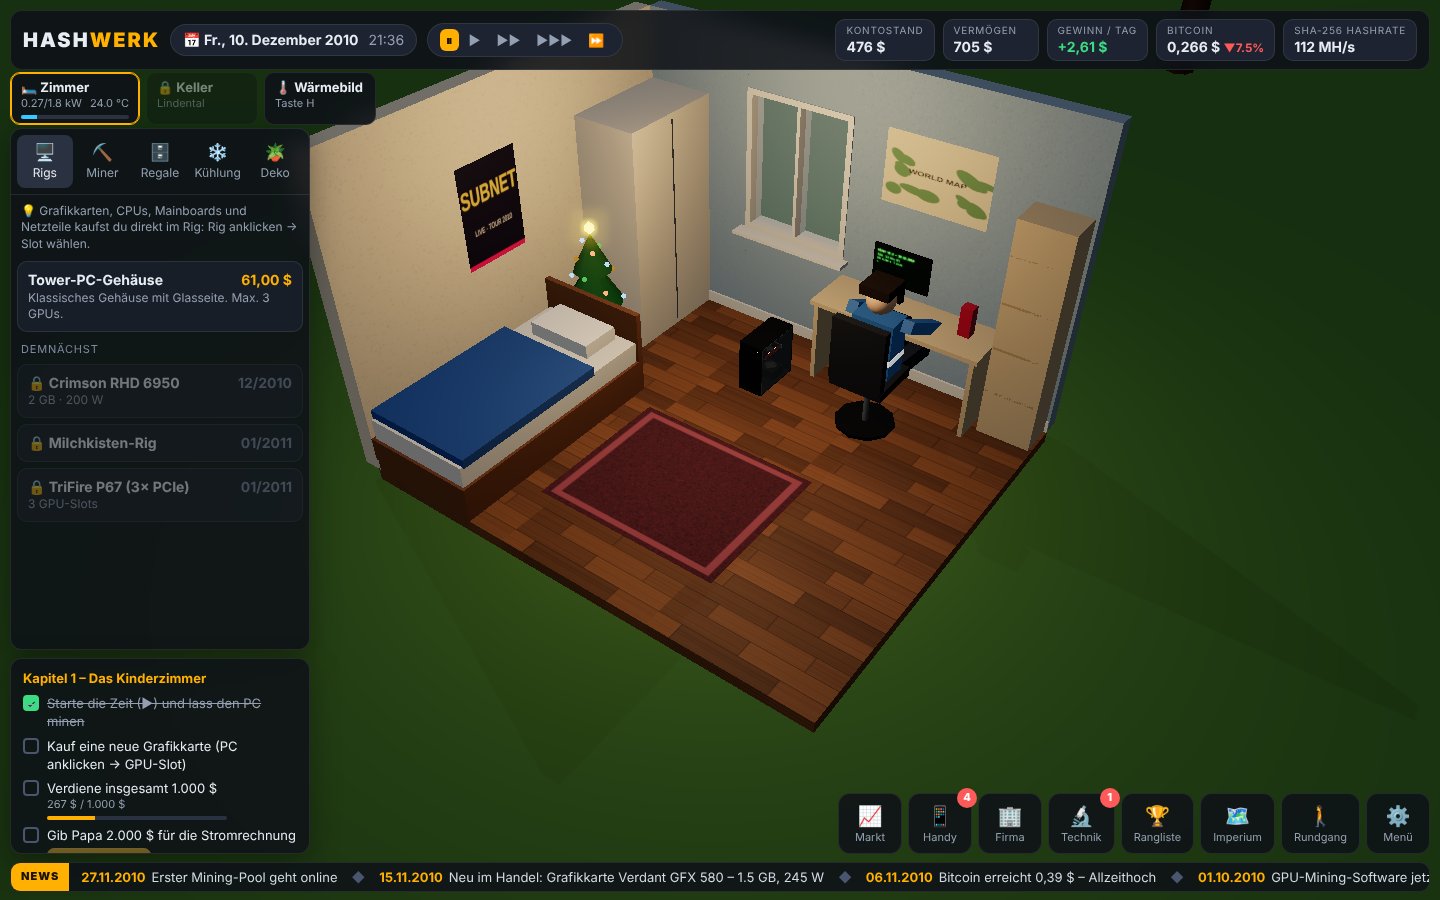 HASHWERK
📅 Fr., 10. Dezember 2010 21:36
KONTOSTAND
476 $
VERMÖGEN
705 $
GEWINN / TAG
+2,61 $
BITCOIN
0,266 $ ▼7.5%
SHA-256 HASHRATE
112 MH/s
Zimmer
0.27/1.8 kW 24.0 °C
Keller
Lindental
Wärmebild
Taste H
Rigs
Miner
Regale
Kühlung
Deko
💡 Grafikkarten, CPUs, Mainboards und
Netzteile kaufst du direkt im Rig: Rig anklicken →
Slot wählen.
Tower-PC-Gehäuse 61,00 $
Klassisches Gehäuse mit Glasseite. Max. 3
GPUs.
DEMNÄCHST
Crimson RHD 6950 12/2010
2 GB · 200 W
Milchkisten-Rig 01/2011
TriFire P67 (3× PCIe) 01/2011
3 GPU-Slots
SUBNET
LIVE · TOUR 2010
WORLD MAP
Kapitel 1 – Das Kinderzimmer
Starte die Zeit (▶) und lass den PC
minen
Kauf eine neue Grafikkarte (PC
anklicken → GPU-Slot)
Verdiene insgesamt 1.000 $
267 $ / 1.000 $
Gib Papa 2.000 $ für die Stromrechnung
Markt
4
Handy
Firma
1
Technik
Rangliste
Imperium
Rundgang
Menü
NEWS 27.11.2010 Erster Mining-Pool geht online ◆ 15.11.2010 Neu im Handel: Grafikkarte Verdant GFX 580 – 1.5 GB, 245 W ◆ 06.11.2010 Bitcoin erreicht 0,39 $ – Allzeithoch ◆ 01.10.2010 GPU-Mining-Software jetz